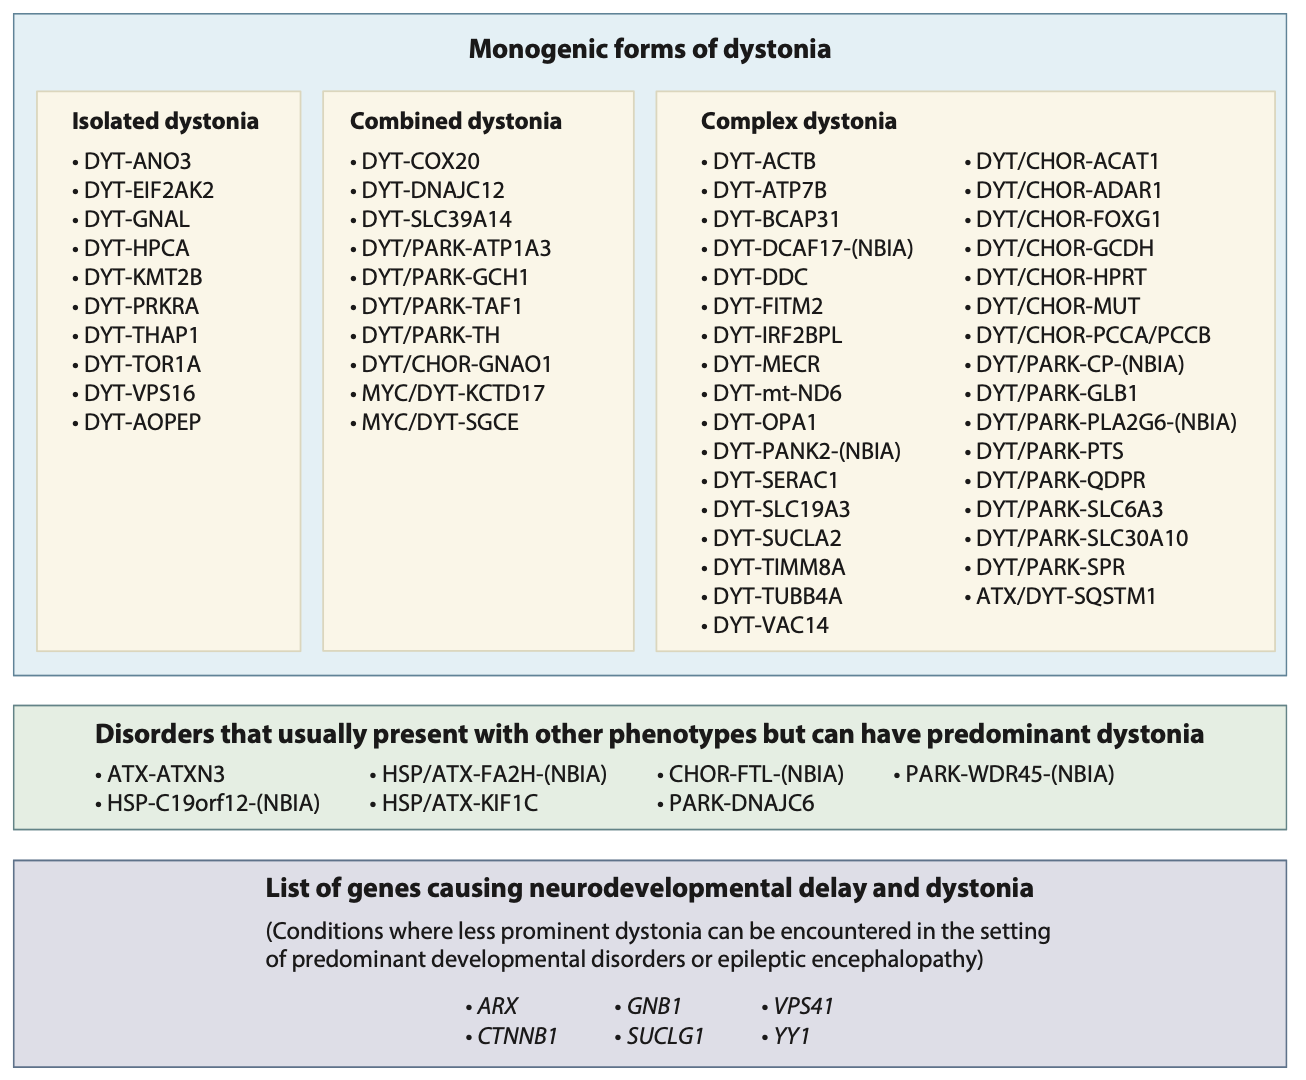 Monogenic forms of dystonia
Isolated dystonia
• DYT-ANO3
• DYT-EIF2AK2
• DYT-GNAL
• DYT-HPCA
• DYT-KMT2B
• DYT-PRKRA
• DYT-THAP1
• DYT-TOR1A
• DYT-VPS16
• DYT-AOPEP
Combined dystonia
• DYT-COX20
• DYT-DNAJC12
• DYT-SLC39A14
• DYT/PARK-ATP1A3
• DYT/PARK-GCH1
• DYT/PARK-TAF1
• DYT/PARK-TH
• DYT/CHOR-GNAO1
• MYC/DYT-KCTD17
• MYC/DYT-SGCE
Complex dystonia
• DYT-ACTB
• DYT-ATP7B
• DYT-BCAP31
• DYT-DCAF17-(NBIA)
• DYT-DDC
• DYT-FITM2
• DYT-IRF2BPL
• DYT-MECR
• DYT-mt-ND6
• DYT-OPA1
• DYT-PANK2-(NBIA)
• DYT-SERAC1
• DYT-SLC19A3
• DYT-SUCLA2
• DYT-TIMM8A
• DYT-TUBB4A
• DYT-VAC14
• DYT/CHOR-ACAT1
• DYT/CHOR-ADAR1
• DYT/CHOR-FOXG1
• DYT/CHOR-GCDH
• DYT/CHOR-HPRT
• DYT/CHOR-MUT
• DYT/CHOR-PCCA/PCCB
• DYT/PARK-CP-(NBIA)
• DYT/PARK-GLB1
• DYT/PARK-PLA2G6-(NBIA)
• DYT/PARK-PTS
• DYT/PARK-QDPR
• DYT/PARK-SLC6A3
• DYT/PARK-SLC30A10
• DYT/PARK-SPR
• ATX/DYT-SQSTM1
Disorders that usually present with other phenotypes but can have predominant dystonia
• ATX-ATXN3
• HSP-C19orf12-(NBIA)
• HSP/ATX-FA2H-(NBIA)
• HSP/ATX-KIF1C
• CHOR-FTL-(NBIA)
• PARK-DNAJC6
• PARK-WDR45-(NBIA)
List of genes causing neurodevelopmental delay and dystonia
(Conditions where less prominent dystonia can be encountered in the setting
of predominant developmental disorders or epileptic encephalopathy)
• ARX
• CTNNB1
• GNB1
• SUCLG1
• VPS41
• YY1